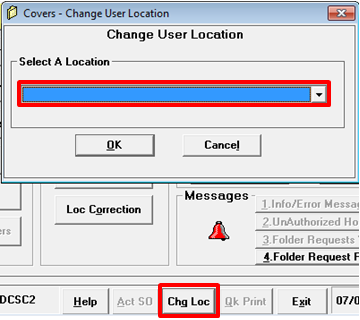 Covers - Change User Location
Change User Location
Select A Location
OK
Cancel
Messages
Loc Correction
1.Info/Error Messa
2.UnAuthorized Ho
ers
3.Folder Requests
4.Folder Request F
DCSC2
Help
Act SO
Chg Loc
Qk Print
Exit
07/0